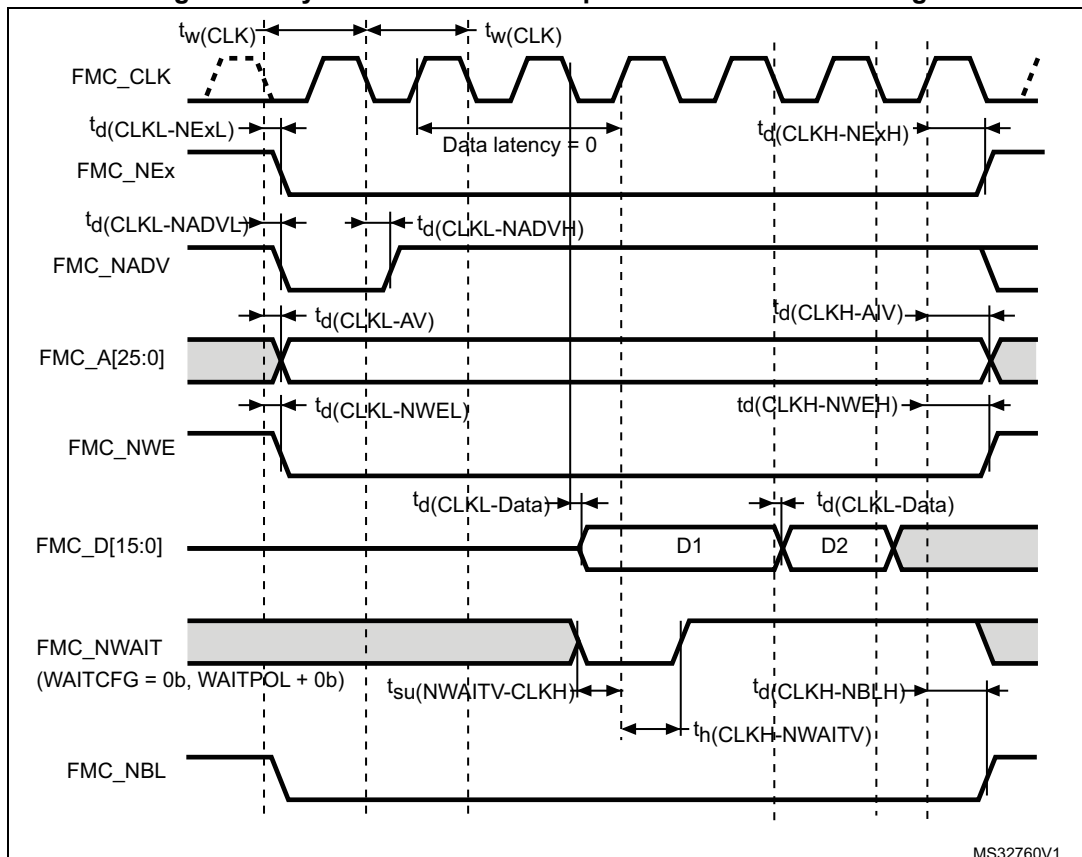 tw(CLK) tw(CLK)
FMC_CLK
td(CLKL-NExL) Data latency = 0 td(CLKH-NExH)
FMC_NEx
td(CLKL-NADVL) td(CLKL-NADVH)
FMC_NADV
td(CLKL-AV) td(CLKH-AIV)
FMC_A[25:0]
td(CLKL-NWEL) td(CLKH-NWEH)
FMC_NWE
td(CLKL-Data) td(CLKL-Data)
FMC_D[15:0] D1 D2
FMC_NWAIT
(WAITCFG = 0b, WAITPOL + 0b)
tsu(NWAITV-CLKH) td(CLKH-NBLH)
th(CLKH-NWAITV)
FMC_NBL
MS32760V1